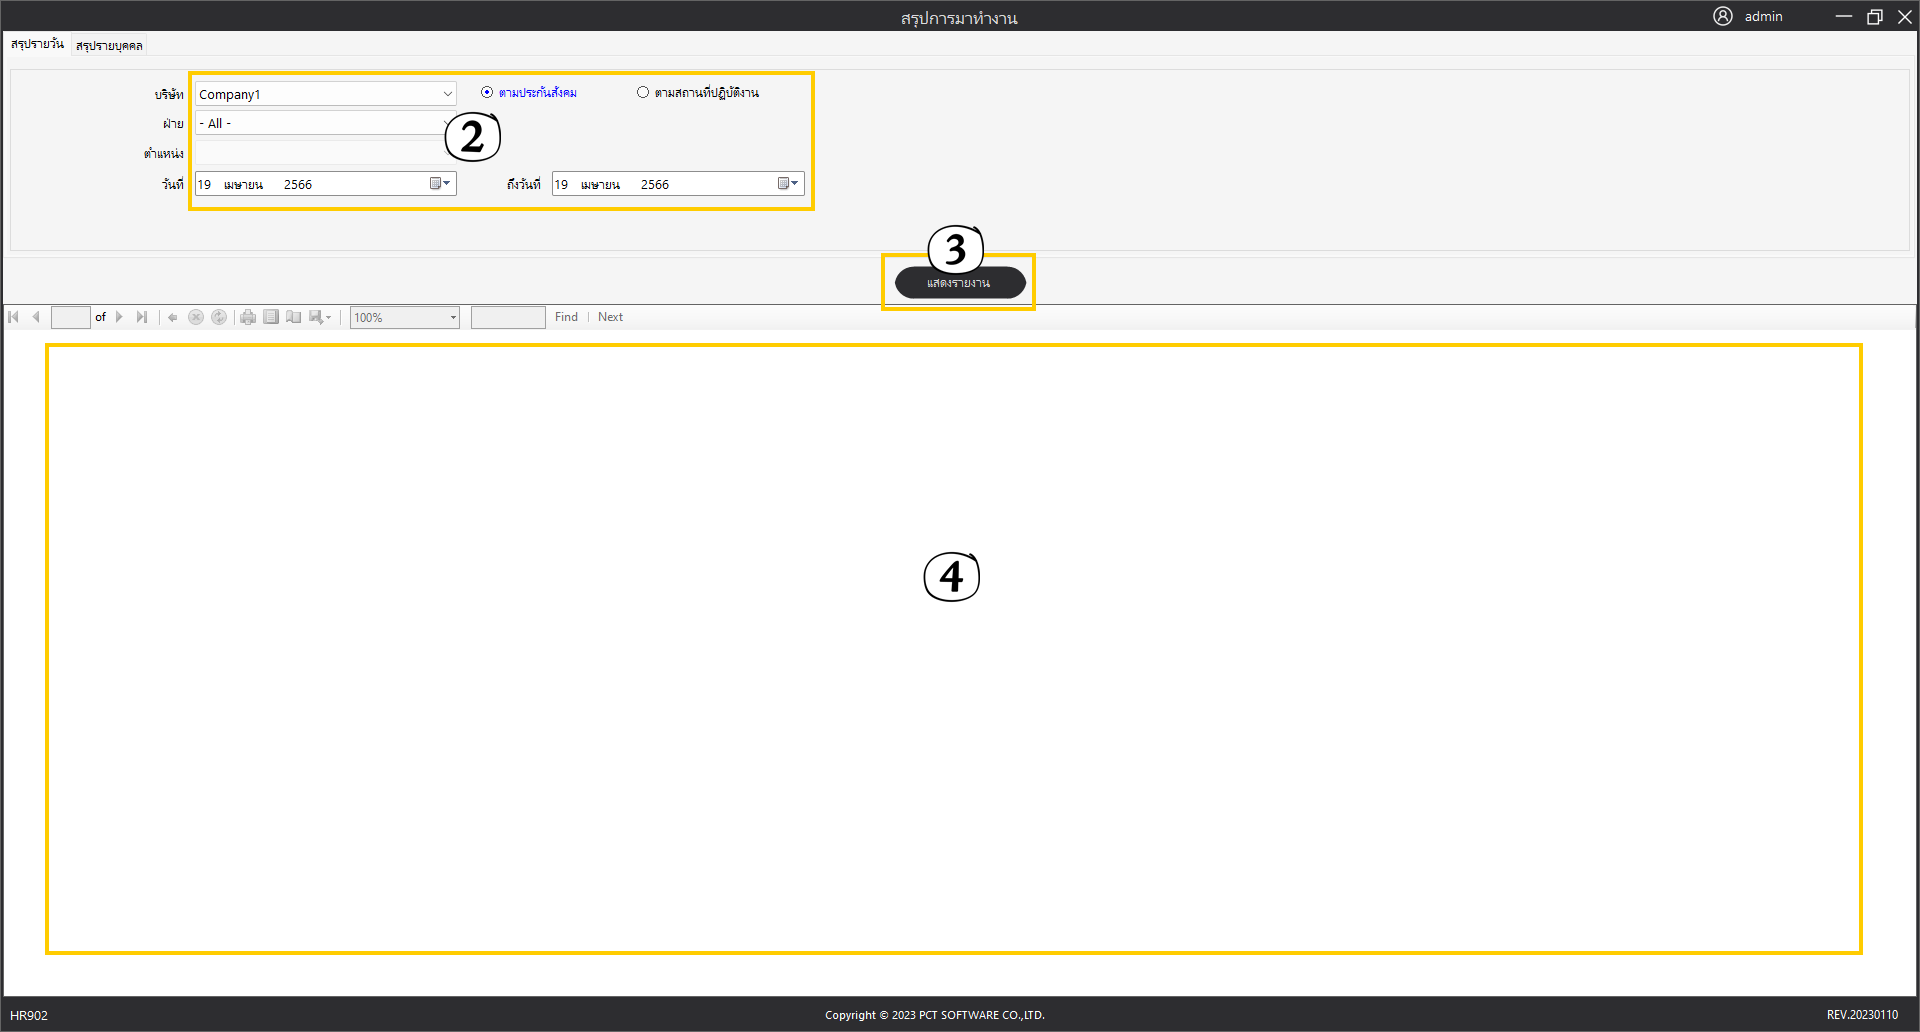 สรุปการมาทำงาน
admin
สรุปรายวัน สรุปรายบุคคล
บริษัท Company1 ตามประกันสังคม ตามสถานที่ปฏิบัติงาน
ฝ่าย - All -
2
ตำแหน่ง
วันที่ 19 เมษายน 2566 ถึงวันที่ 19 เมษายน 2566
3
แสดงรายงาน
of 100% Find Next
4
HR902 Copyright © 2023 PCT SOFTWARE CO.,LTD. REV.20230110